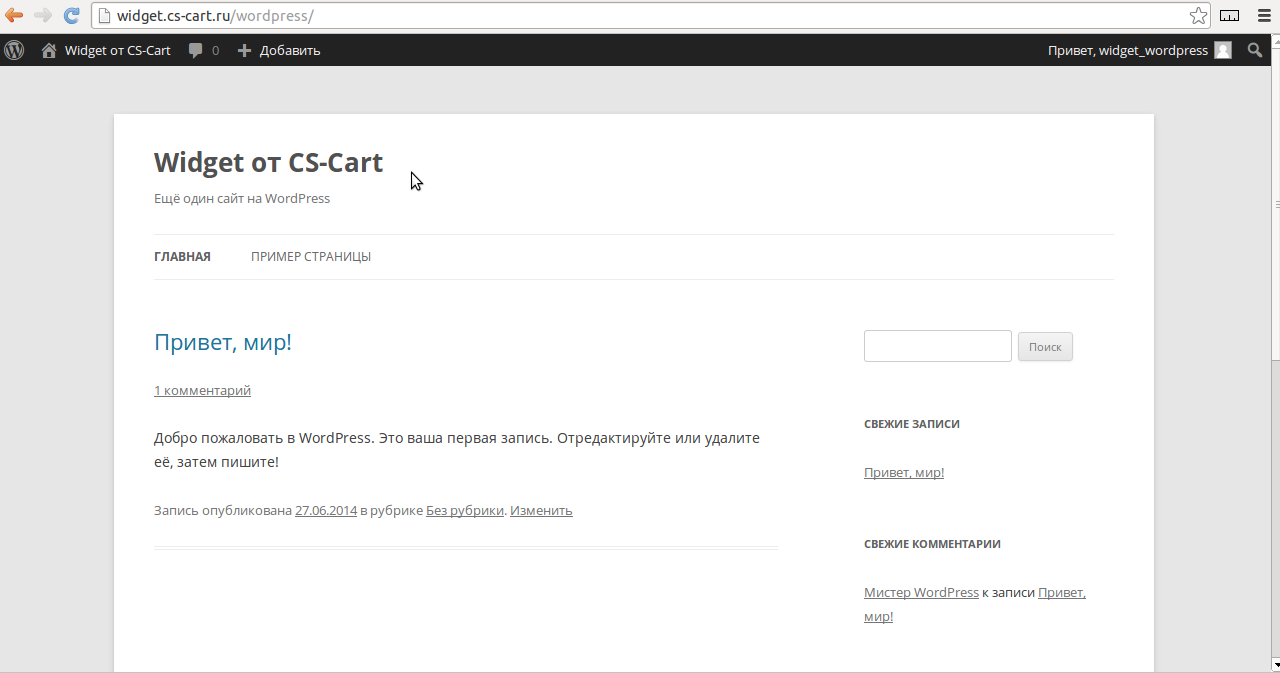 widget.cs-cart.ru/wordpress/
Widget от CS-Cart 0 Добавить Привет, widget_wordpress
Widget от CS-Cart
Ещё один сайт на WordPress
ГЛАВНАЯ ПРИМЕР СТРАНИЦЫ
Привет, мир!
1 комментарий
Добро пожаловать в WordPress. Это ваша первая запись. Отредактируйте или удалите
её, затем пишите!
Запись опубликована 27.06.2014 в рубрике Без рубрики. Изменить
Поиск
СВЕЖИЕ ЗАПИСИ
Привет, мир!
СВЕЖИЕ КОММЕНТАРИИ
Мистер WordPress к записи Привет,
мир!